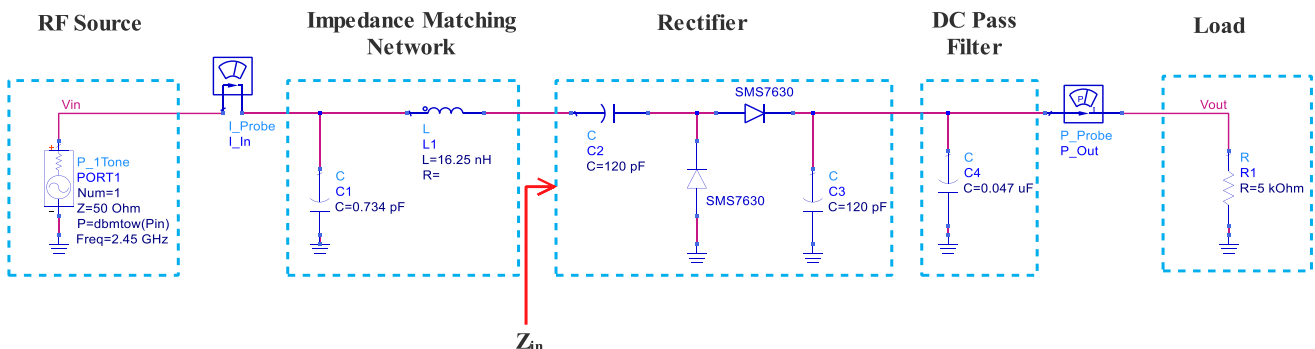 RF Source
Impedance Matching
Network
Rectifier
DC Pass
Filter
Load
Vin
I_Probe
I_In
P_1Tone
PORT1
Num=1
Z=50 Ohm
P=dbmtow(Pin)
Freq=2.45 GHz
C
C1
C=0.734 pF
L
L1
L=16.25 nH
R=
C
C2
C=120 pF
SMS7630
SMS7630
C
C3
C=120 pF
C
C4
C=0.047 uF
P
P_Probe
P_Out
Vout
R
R1
R=5 kOhm
Zin